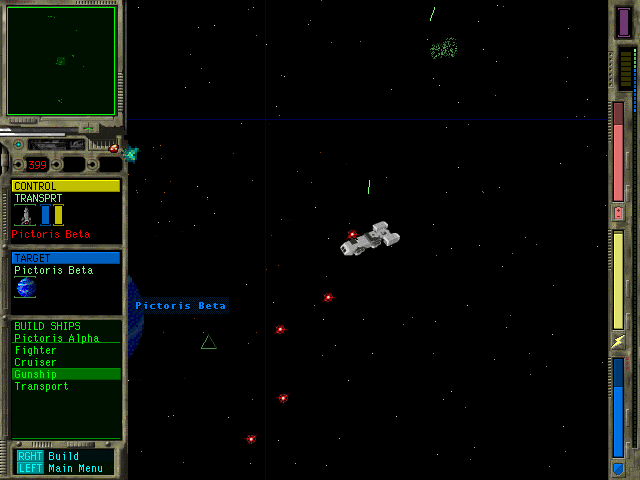 399
CONTROL
TRANSPRT
Pictoris Beta
TARGET
Pictoris Beta
Pictoris Beta
BUILD SHIPS
Pictoris Alpha
Fighter
Cruiser
Gunship
Transport
RGHT Build
LEFT Main Menu